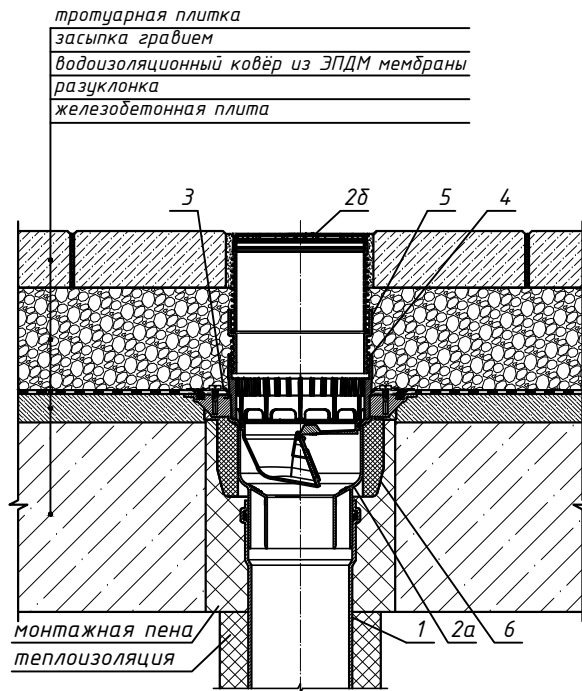 тротуарная плитка
засыпка гравием
водоизоляционный ковёр из ЭПДМ мембраны
разуклонка
железобетонная плита
3
2б
5
4
монтажная пена
теплоизоляция
1
2а
6